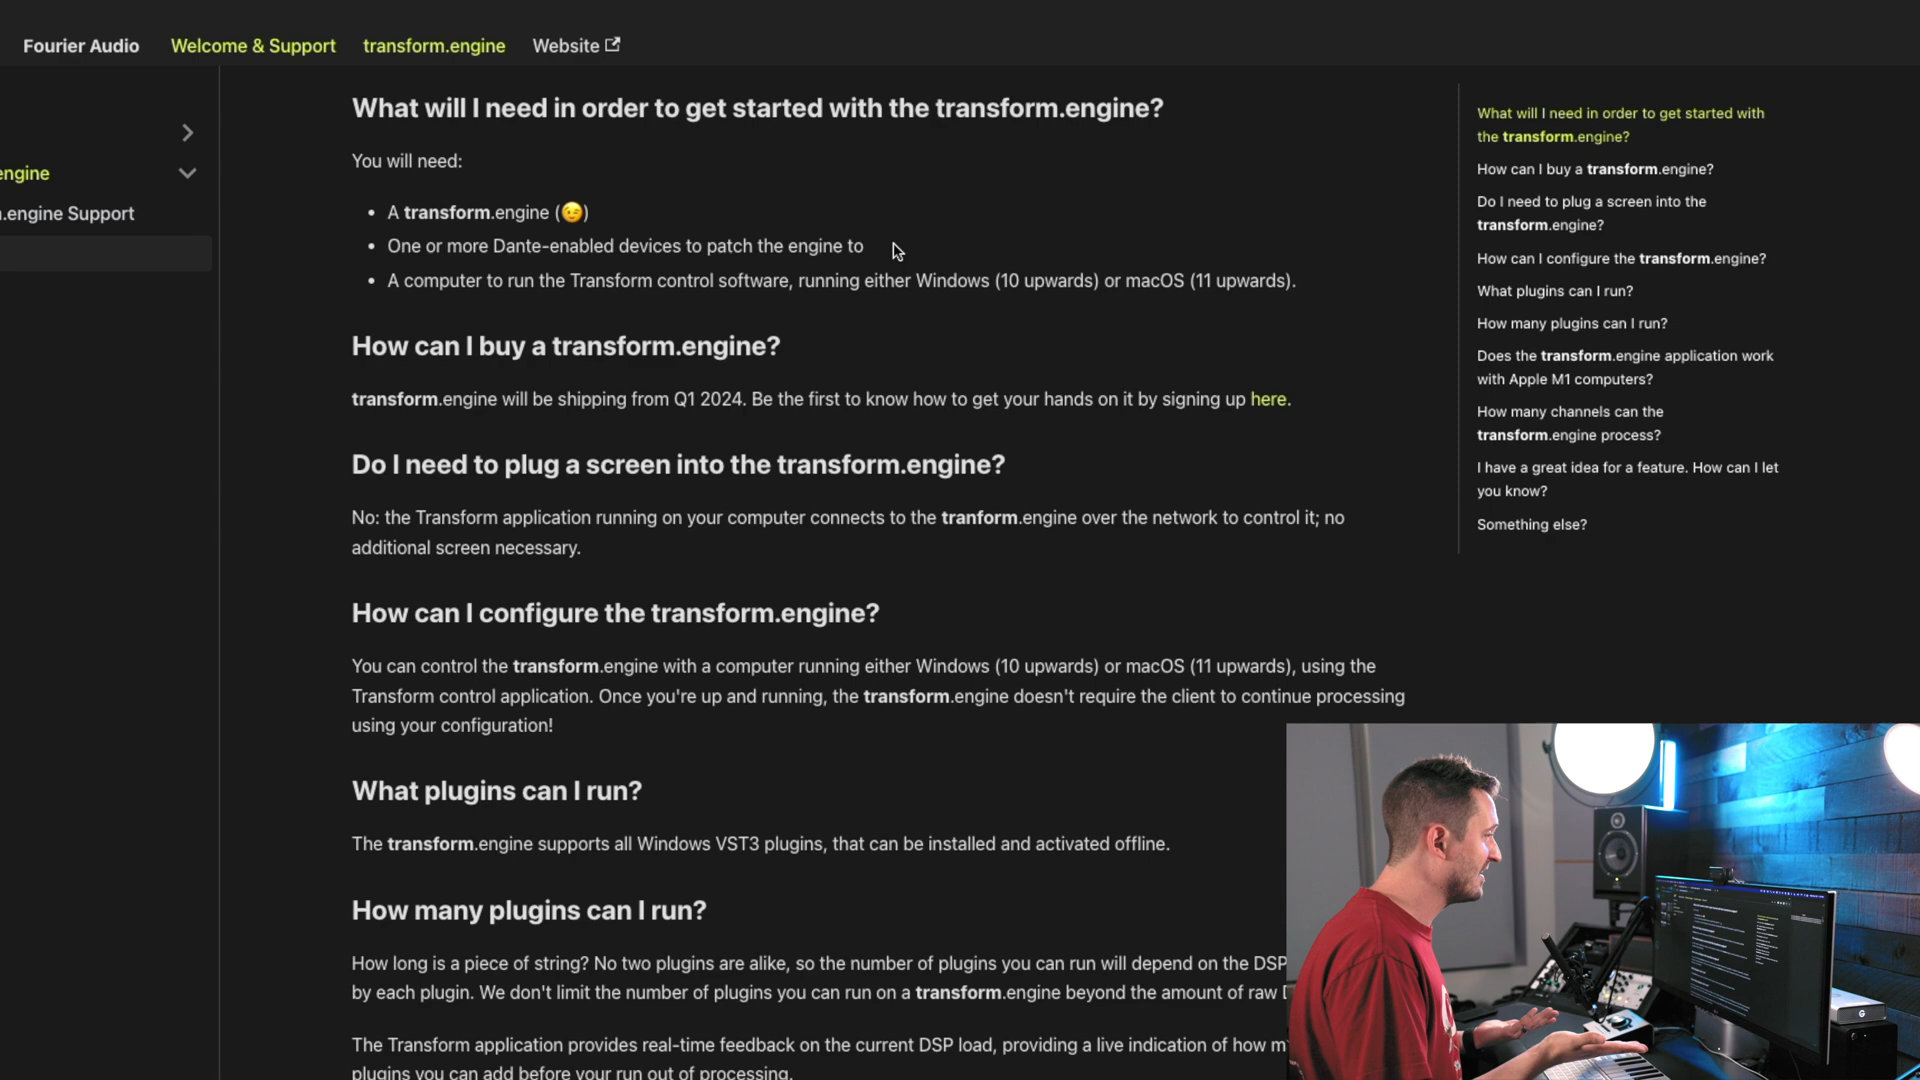 Fourier Audio Welcome & Support transform.engine Website
engine
.engine Support
What will I need in order to get started with the transform.engine?
You will need:
• A transform.engine (😉)
• One or more Dante-enabled devices to patch the engine to
• A computer to run the Transform control software, running either Windows (10 upwards) or macOS (11 upwards).
How can I buy a transform.engine?
transform.engine will be shipping from Q1 2024. Be the first to know how to get your hands on it by signing up here.
Do I need to plug a screen into the transform.engine?
No: the Transform application running on your computer connects to the tranform.engine over the network to control it; no
additional screen necessary.
How can I configure the transform.engine?
You can control the transform.engine with a computer running either Windows (10 upwards) or macOS (11 upwards), using the
Transform control application. Once you're up and running, the transform.engine doesn't require the client to continue processing
using your configuration!
What plugins can I run?
The transform.engine supports all Windows VST3 plugins, that can be installed and activated offline.
How many plugins can I run?
How long is a piece of string? No two plugins are alike, so the number of plugins you can run will depend on the DSP
by each plugin. We don't limit the number of plugins you can run on a transform.engine beyond the amount of raw
The Transform application provides real-time feedback on the current DSP load, providing a live indication of how
plugins you can add before your run out of processing.
What will I need in order to get started with
the transform.engine?
How can I buy a transform.engine?
Do I need to plug a screen into the
transform.engine?
How can I configure the transform.engine?
What plugins can I run?
How many plugins can I run?
Does the transform.engine application work
with Apple M1 computers?
How many channels can the
transform.engine process?
I have a great idea for a feature. How can I let
you know?
Something else?